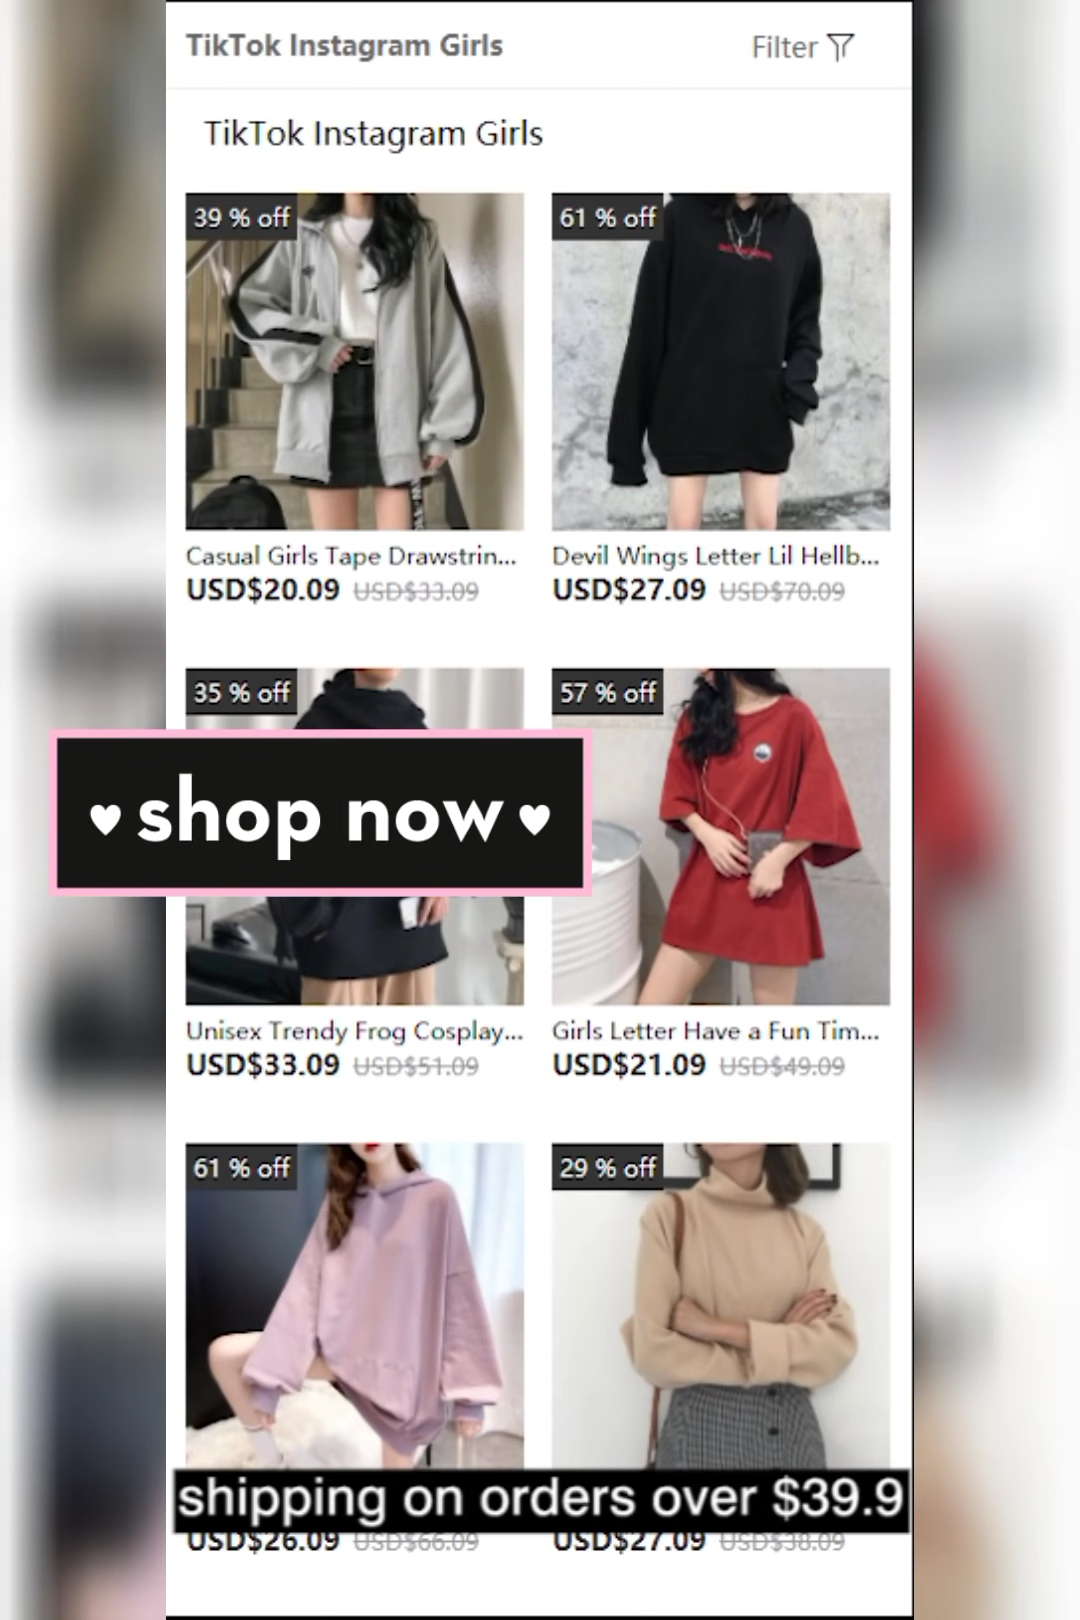 TikTok Instagram Girls
Filter
TikTok Instagram Girls
39 % off
61 % off
Casual Girls Tape Drawstrin...
Devil Wings Letter Lil Hellb...
USD$20.09 USD$33.09
USD$27.09 USD$70.09
35 % off
57 % off
♥ shop now ♥
Unisex Trendy Frog Cosplay...
Girls Letter Have a Fun Tim...
USD$33.09 USD$51.09
USD$21.09 USD$49.09
61 % off
29 % off
shipping on orders over $39.9
USD$26.09 USD$66.09
USD$27.09 USD$38.09